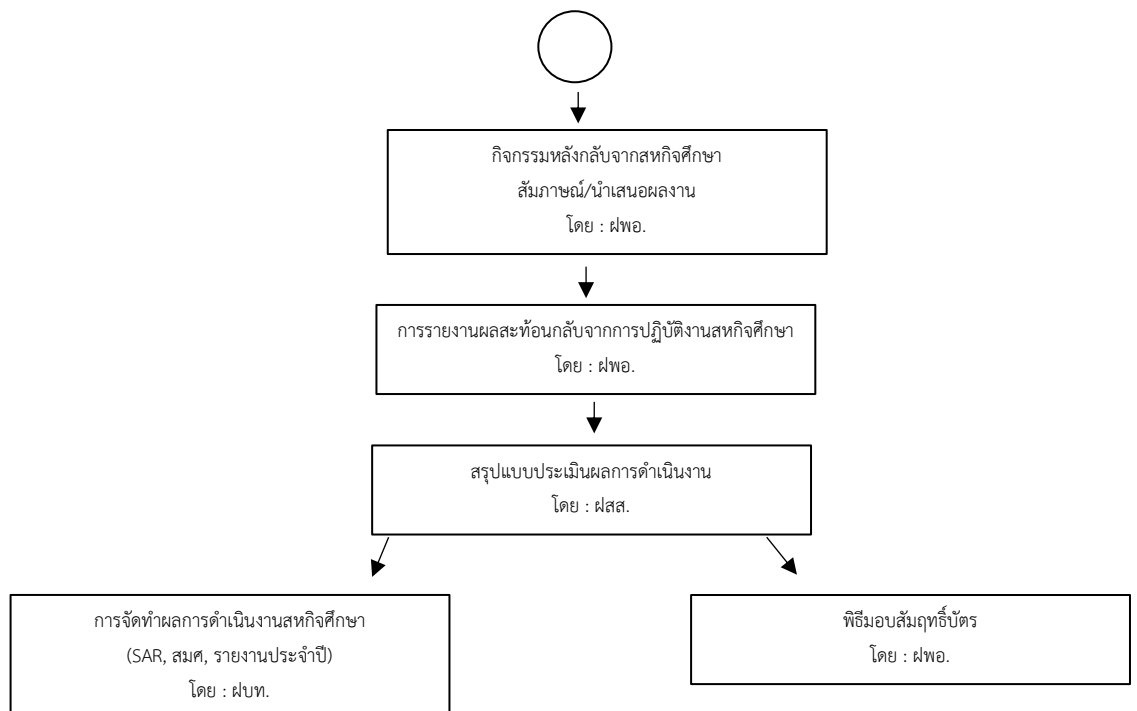 กิจกรรมหลังกลับจากสหกิจศึกษา
สัมภาษณ์/นำเสนอผลงาน
โดย : ฝพอ.
การรายงานผลสะท้อนกลับจากการปฏิบัติงานสหกิจศึกษา
โดย : ฝพอ.
สรุปแบบประเมินผลการดำเนินงาน
โดย : ฝสส.
การจัดทำผลการดำเนินงานสหกิจศึกษา
(SAR, สมศ, รายงานประจำปี)
โดย : ฝบท.
พิธีมอบสัมฤทธิ์บัตร
โดย : ฝพอ.